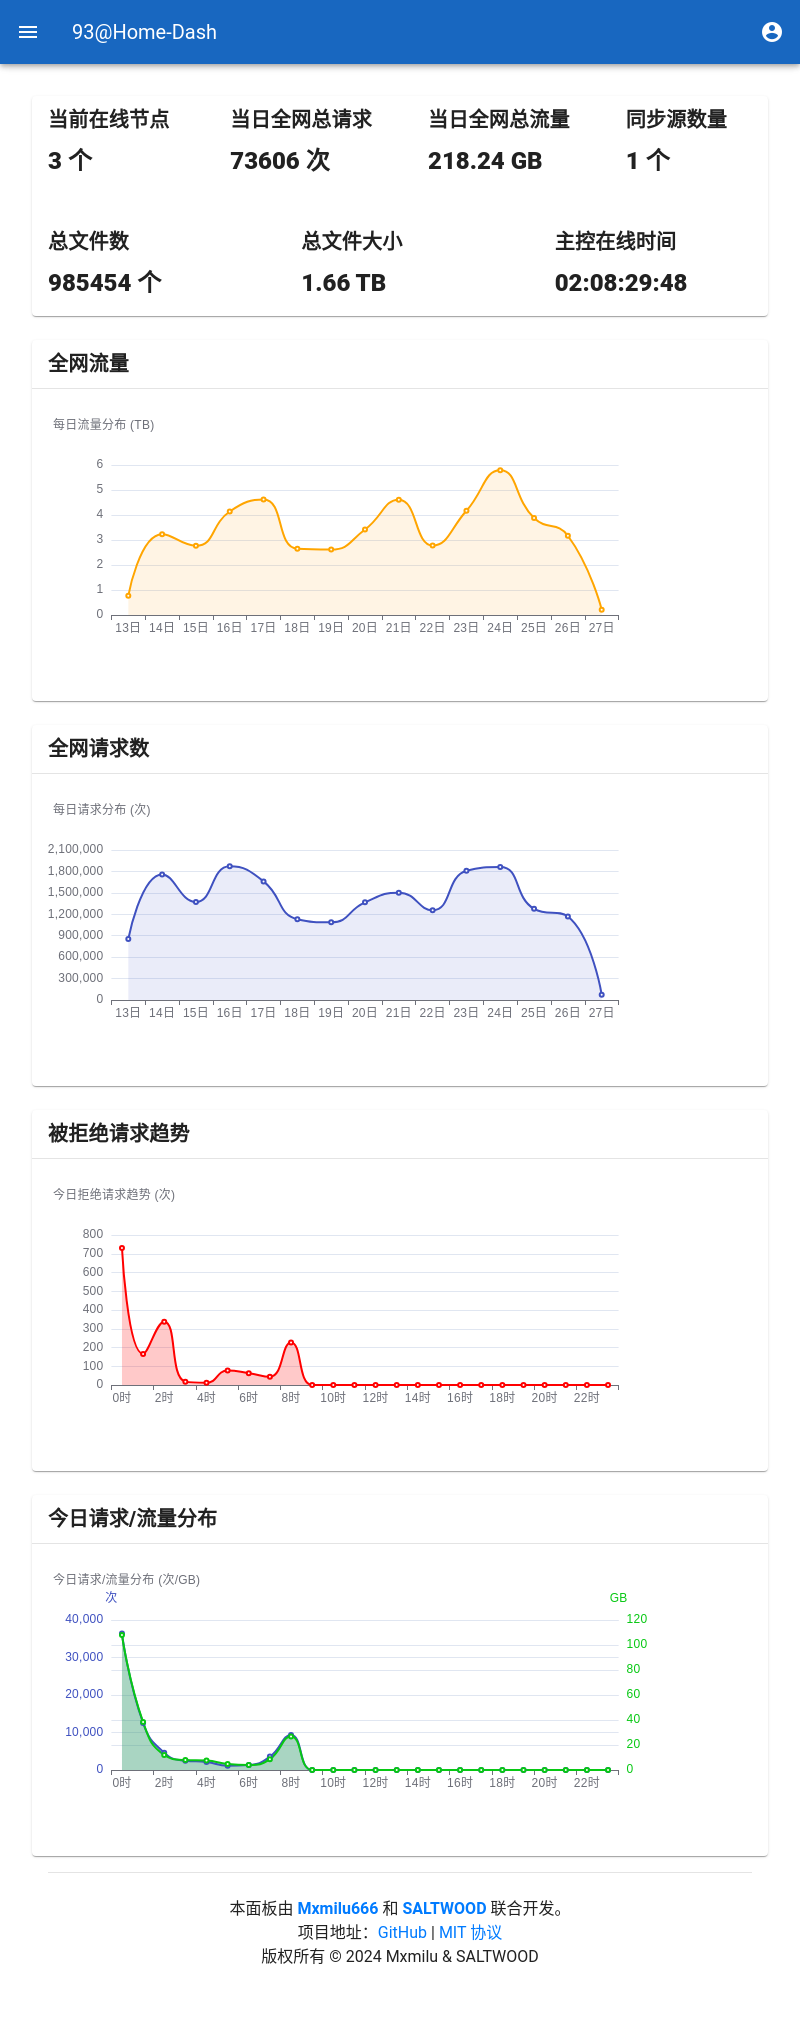 93@Home-Dash
当前在线节点 当日全网总请求 当日全网总流量 同步源数量
3 个 73606 次 218.24 GB 1 个
总文件数 总文件大小 主控在线时间
985454 个 1.66 TB 02:08:29:48
全网流量
每日流量分布 (TB)
6
5
4
3
2
1
0
13日 14日 15日 16日 17日 18日 19日 20日 21日 22日 23日 24日 25日 26日 27日
全网请求数
每日请求分布 (次)
2,100,000
1,800,000
1,500,000
1,200,000
900,000
600,000
300,000
0
13日 14日 15日 16日 17日 18日 19日 20日 21日 22日 23日 24日 25日 26日 27日
被拒绝请求趋势
今日拒绝请求趋势 (次)
800
700
600
500
400
300
200
100
0
0时 2时 4时 6时 8时 10时 12时 14时 16时 18时 20时 22时
今日请求/流量分布
今日请求/流量分布 (次/GB)
次 GB
40,000 120
100
30,000 80
20,000 60
40
10,000 20
0 0
0时 2时 4时 6时 8时 10时 12时 14时 16时 18时 20时 22时
本面板由 Mxmilu666 和 SALTWOOD 联合开发。
项目地址：GitHub | MIT 协议
版权所有 © 2024 Mxmilu & SALTWOOD